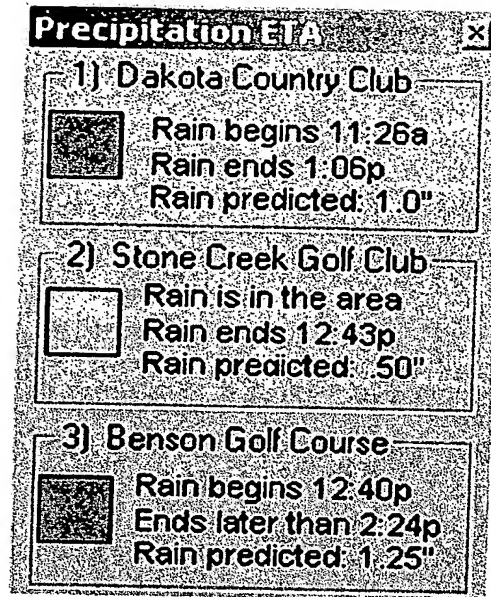 Precipitation ETA
1) Dakota Country Club
Rain begins 11:26a
Rain ends 1:06p
Rain predicted: 1.0"
2) Stone Creek Golf Club
Rain is in the area
Rain ends 12:43p
Rain predicted: .50"
3) Benson Golf Course
Rain begins 12:40p
Ends later than 2:24p
Rain predicted: 1.25"